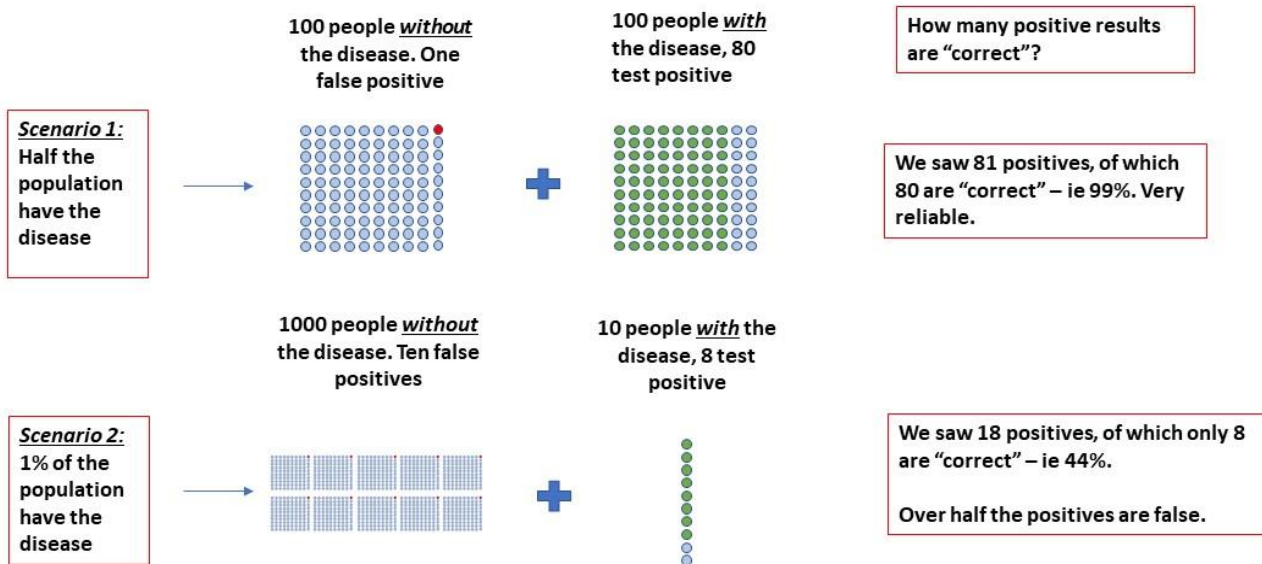 100 people without
the disease. One
false positive
100 people with
the disease, 80
test positive
How many positive results
are “correct”?
Scenario 1:
Half the
population
have the
disease
We saw 81 positives, of which
80 are “correct” – ie 99%. Very
reliable.
1000 people without
the disease. Ten false
positives
10 people with the
disease, 8 test
positive
Scenario 2:
1% of the
population
have the
disease
We saw 18 positives, of which only 8
are “correct” – ie 44%.
Over half the positives are false.